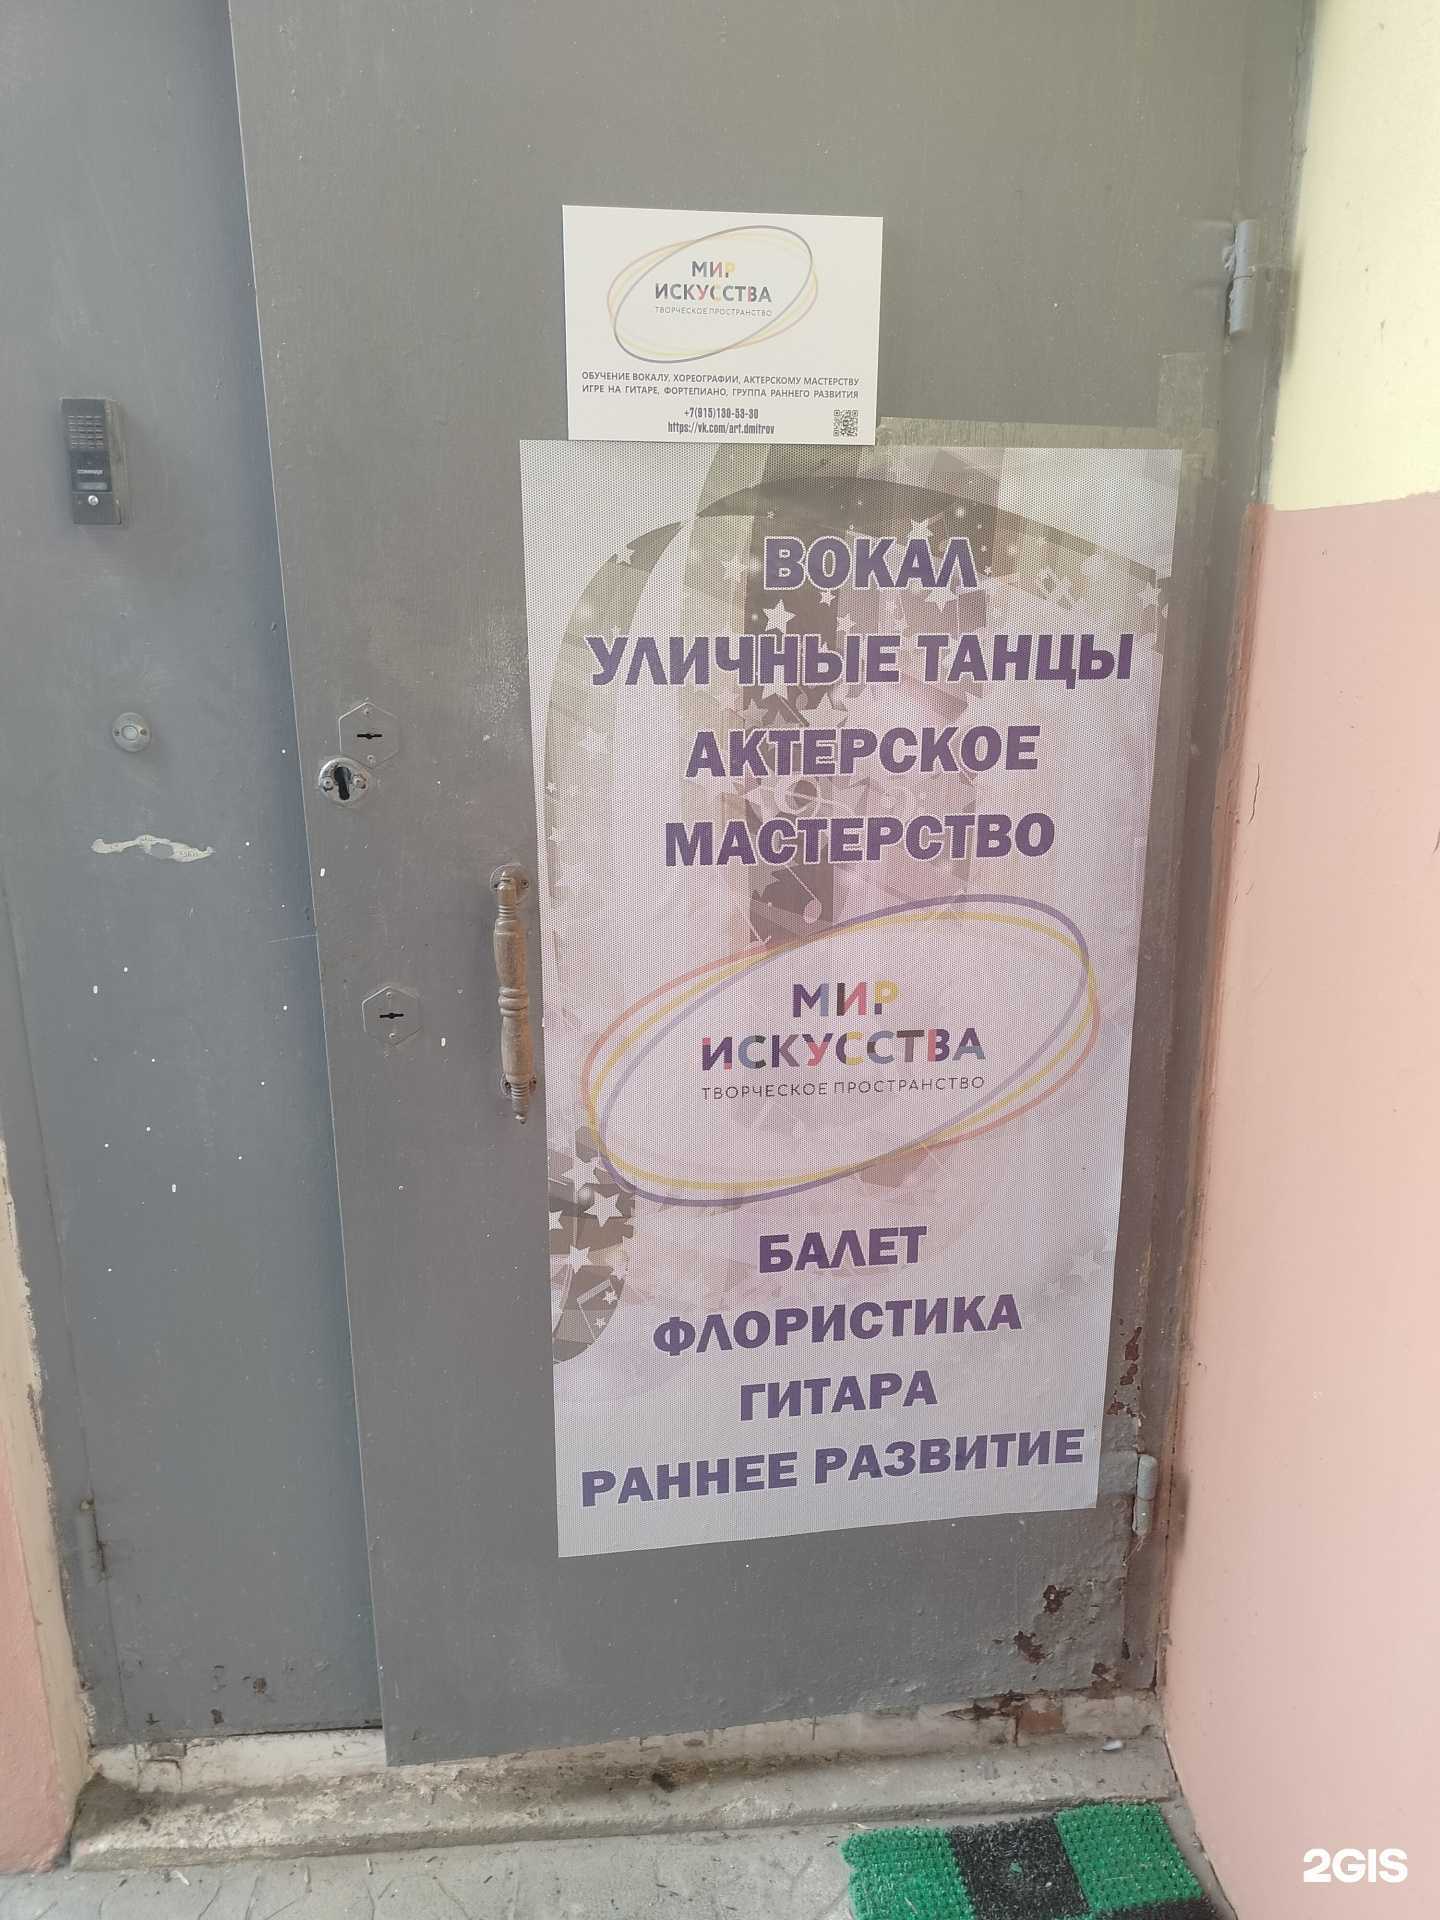 МИР
ИСКУССТВА
ТВОРЧЕСКОЕ ПРОСТРАНСТВО
ОБУЧЕНИЕ ВОКАЛУ, ХОРЕОГРАФИИ, АКТЕРСКОМУ МАСТЕРСТВУ
ИГРЕ НА ГИТАРЕ, ФОРТЕПИАНО, ГРУППА РАННЕГО РАЗВИТИЯ
+7(915)130-53-30
https://vk.com/art.dmitrov
COMMAX
ВОКАЛ
УЛИЧНЫЕ ТАНЦЫ
АКТЕРСКОЕ
МАСТЕРСТВО
МИР
ИСКУССТВА
ТВОРЧЕСКОЕ ПРОСТРАНСТВО
БАЛЕТ
ФЛОРИСТИКА
ГИТАРА
РАННЕЕ РАЗВИТИЕ
2GIS